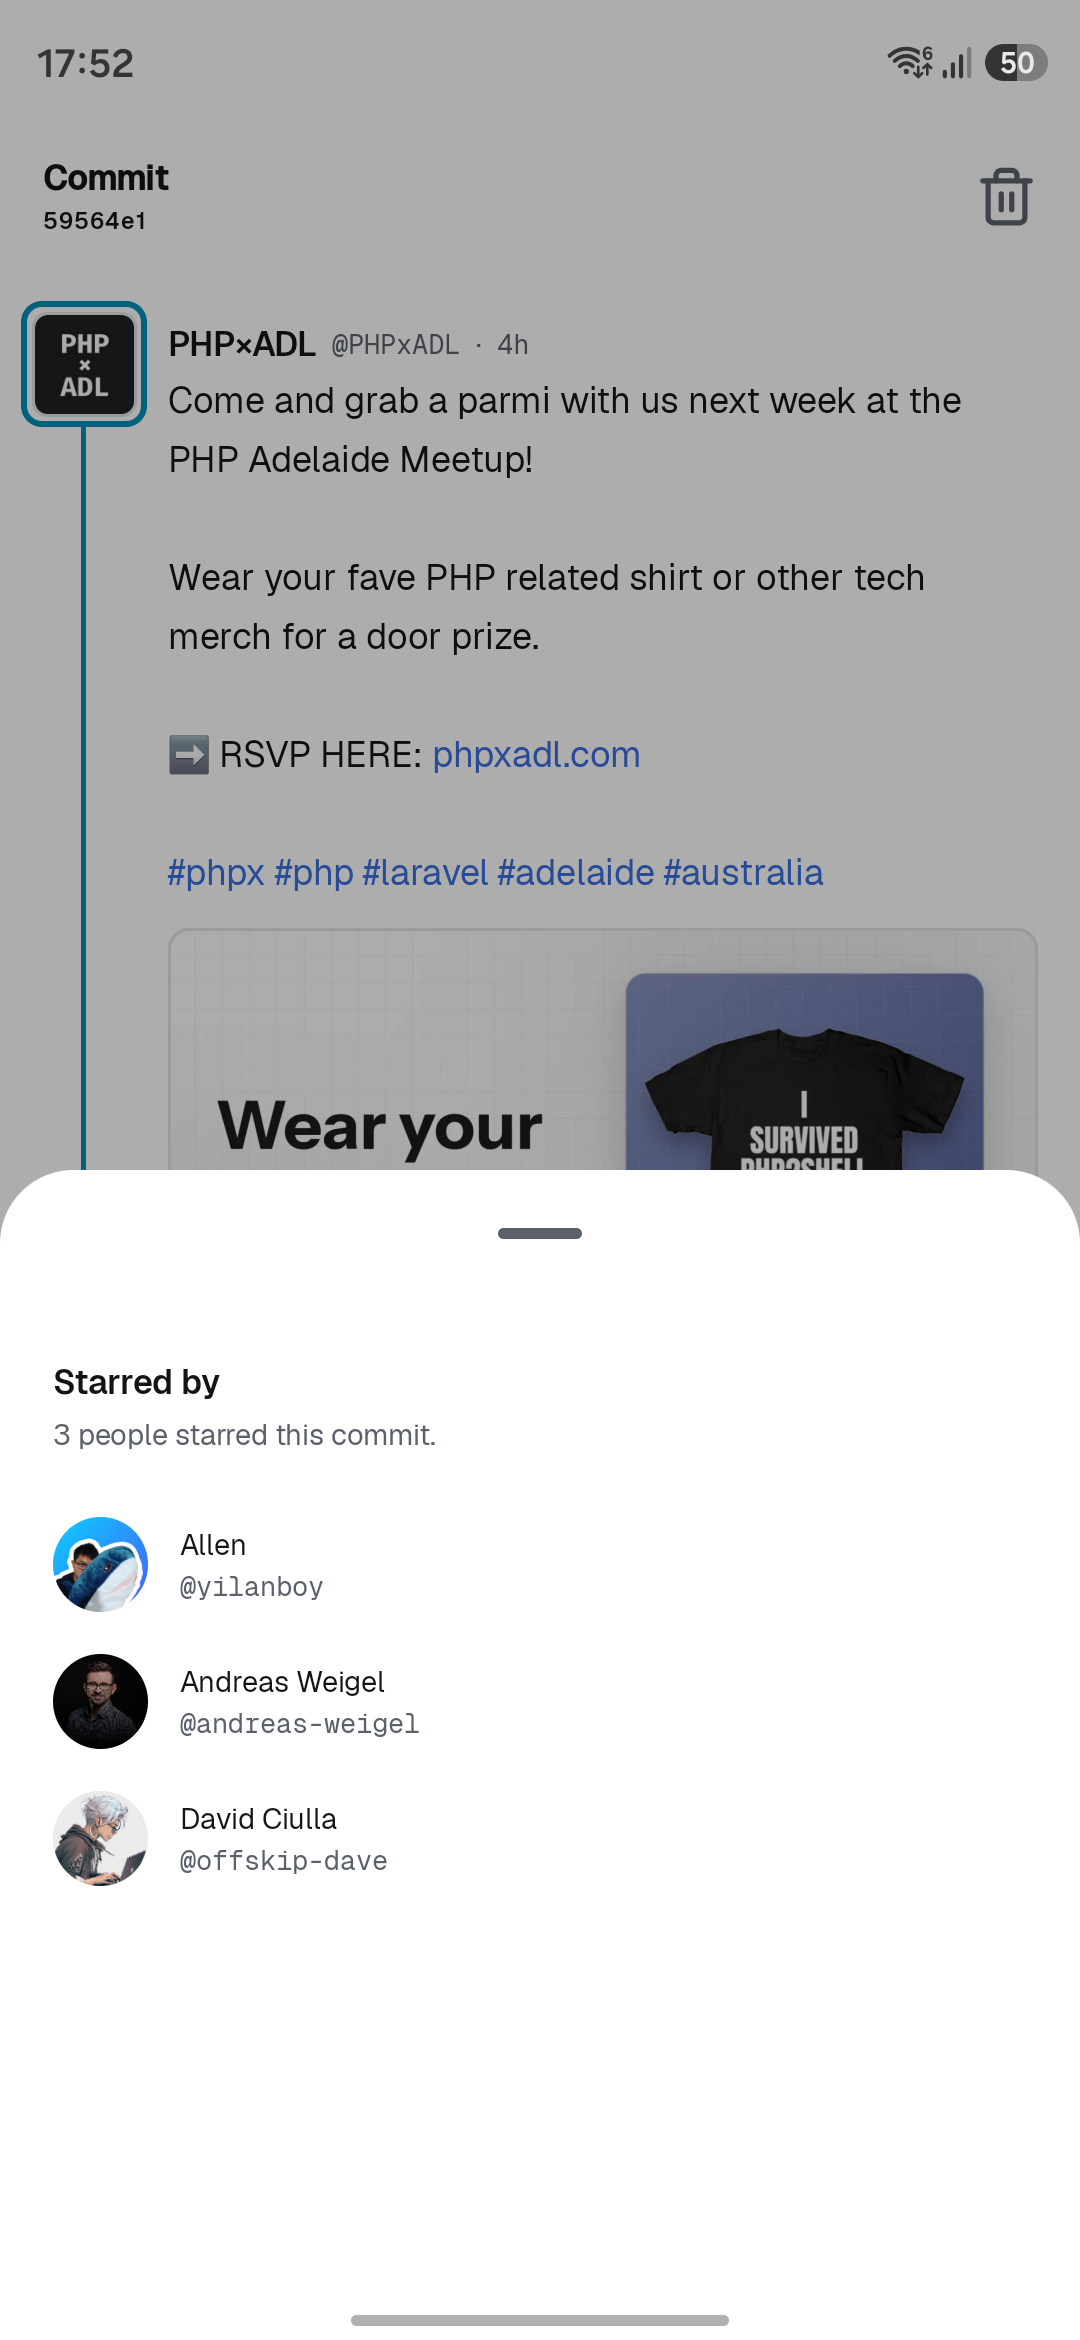 17:52
6
50
Commit
59564e1
PHP
×
ADL
PHP×ADL @PHPxADL · 4h
Come and grab a parmi with us next week at the
PHP Adelaide Meetup!
Wear your fave PHP related shirt or other tech
merch for a door prize.
➡️ RSVP HERE: phpxadl.com
#phpx #php #laravel #adelaide #australia
Wear your
I
SURVIVED
PHP2SHELL
Starred by
3 people starred this commit.
Allen
@yilanboy
Andreas Weigel
@andreas-weigel
David Ciulla
@offskip-dave